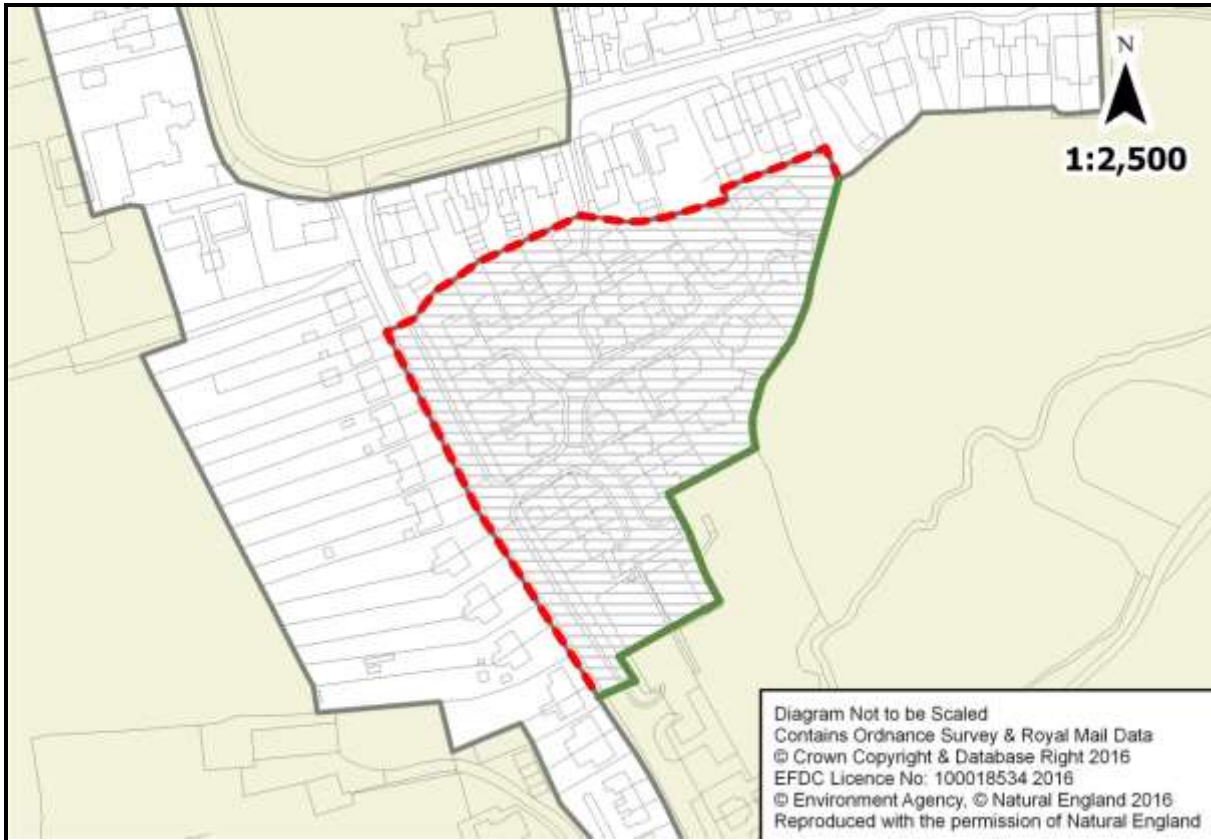 N
1:2,500
Diagram Not to be Scaled
Contains Ordnance Survey & Royal Mail Data
© Crown Copyright & Database Right 2016
EFDC Licence No: 100018534 2016
© Environment Agency, © Natural England 2016
Reproduced with the permission of Natural England